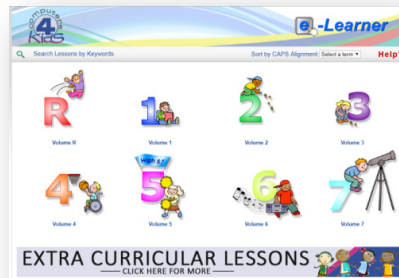 computers
4
KIDS
e-Learner
Search Lessons by Keywords
Sort by CAPS Alignment: Select a term
Help?
R 1 2 3
Volume R Volume 1 Volume 2 Volume 3
4 High 5! 5 6 7
Volume 4 Volume 5 Volume 6 Volume 7
EXTRA CURRICULAR LESSONS
CLICK HERE FOR MORE